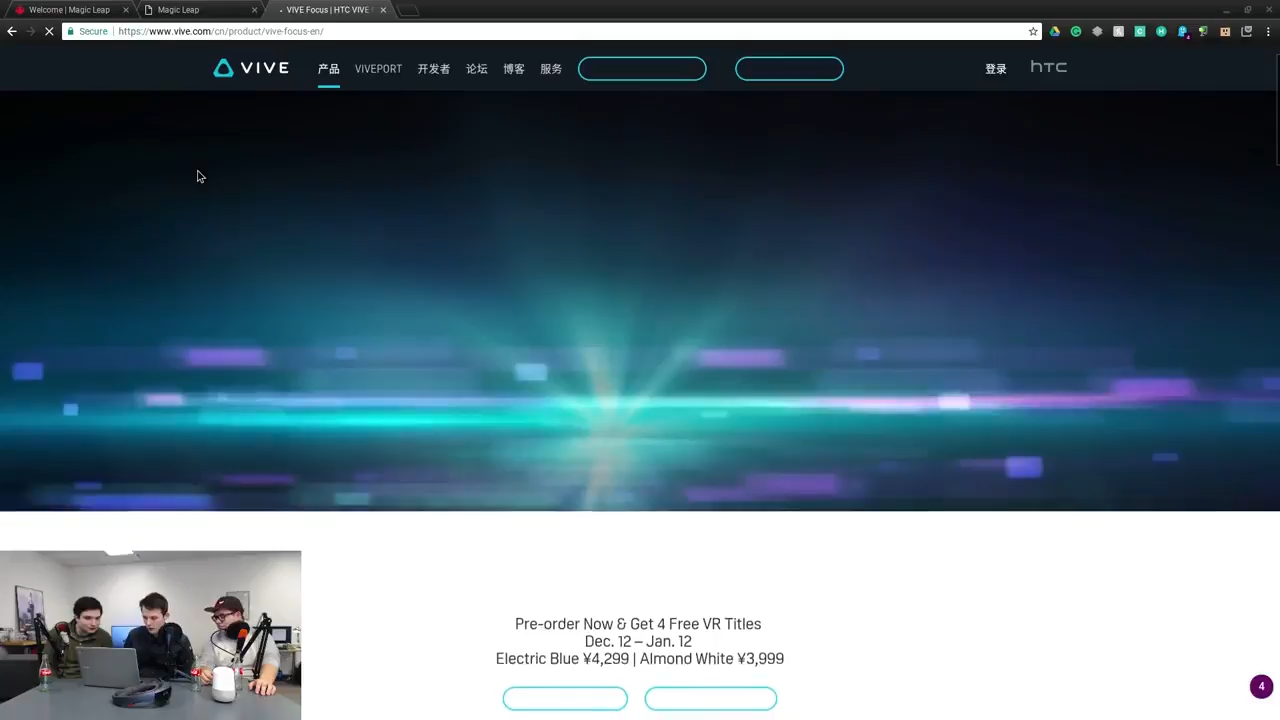 Welcome | Magic Leap
Magic Leap
VIVE Focus | HTC VIVE
Secure
https://www.vive.com/cn/product/vive-focus-en/
VIVE
产品
VIVEPORT
开发者
论坛
博客
服务
登录
hTC
Pre-order Now & Get 4 Free VR Titles
Dec. 12 – Jan. 12
Electric Blue ¥4,299 | Almond White ¥3,999
4